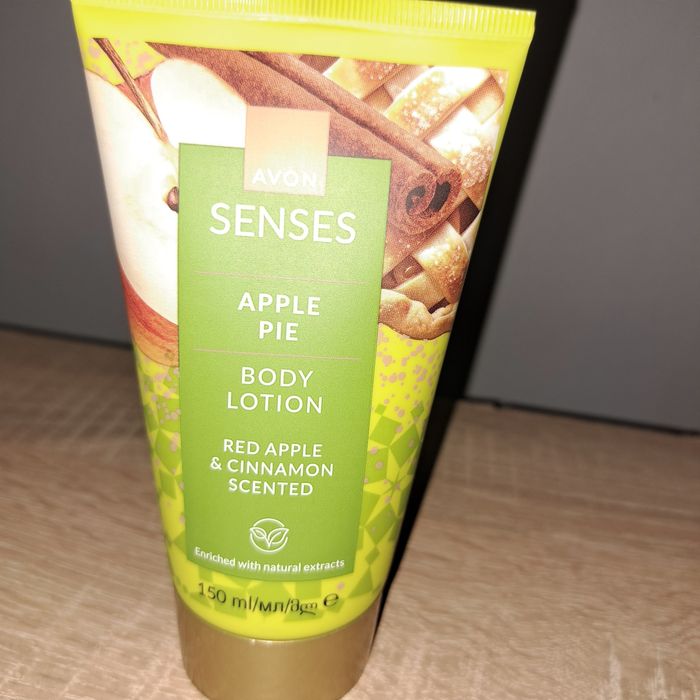 AVON
SENSES
APPLE
PIE
BODY
LOTION
RED APPLE
& CINNAMON
SCENTED
Enriched with natural extracts
150 ml/мл/მლ ℮